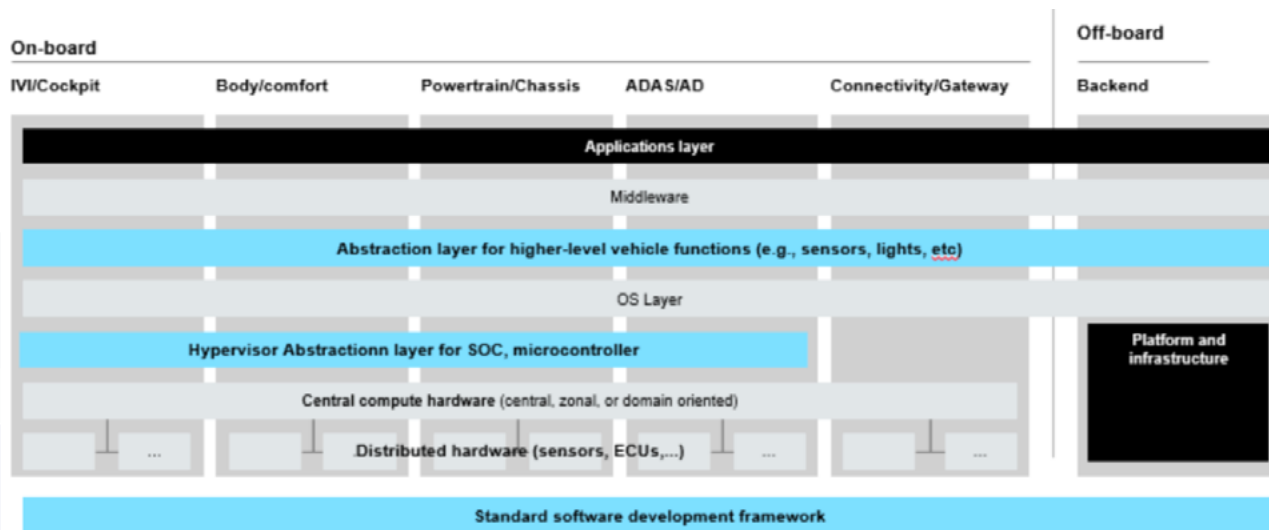 On-board
Off-board
IVI/Cockpit
Body/comfort
Powertrain/Chassis
ADAS/AD
Connectivity/Gateway
Backend
Applications layer
Middleware
Abstraction layer for higher-level vehicle functions (e.g., sensors, lights, etc)
OS Layer
Hypervisor Abstractionn layer for SOC, microcontroller
Platform and
infrastructure
Central compute hardware (central, zonal, or domain oriented)
...
Distributed hardware (sensors, ECUs,...)
...
...
Standard software development framework